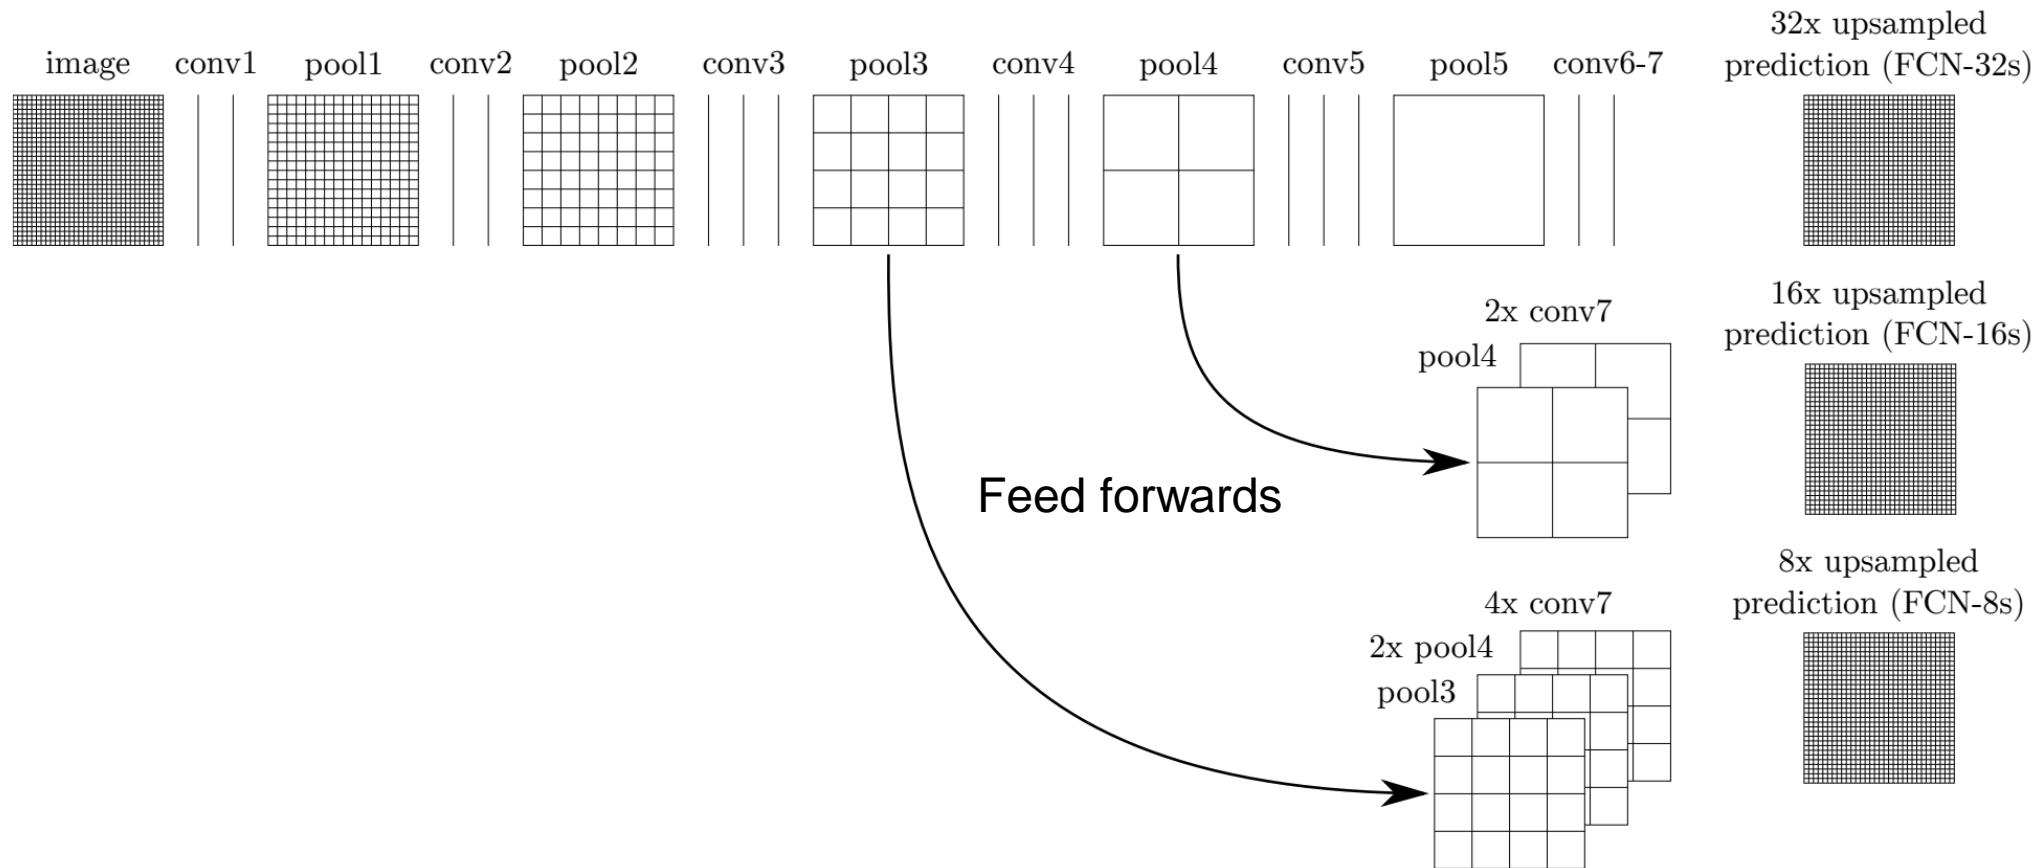 image
conv1
pool1
conv2
pool2
conv3
pool3
conv4
pool4
conv5
pool5
conv6-7
32x upsampled
prediction (FCN-32s)
2x conv7
pool4
16x upsampled
prediction (FCN-16s)
Feed forwards
4x conv7
2x pool4
pool3
8x upsampled
prediction (FCN-8s)